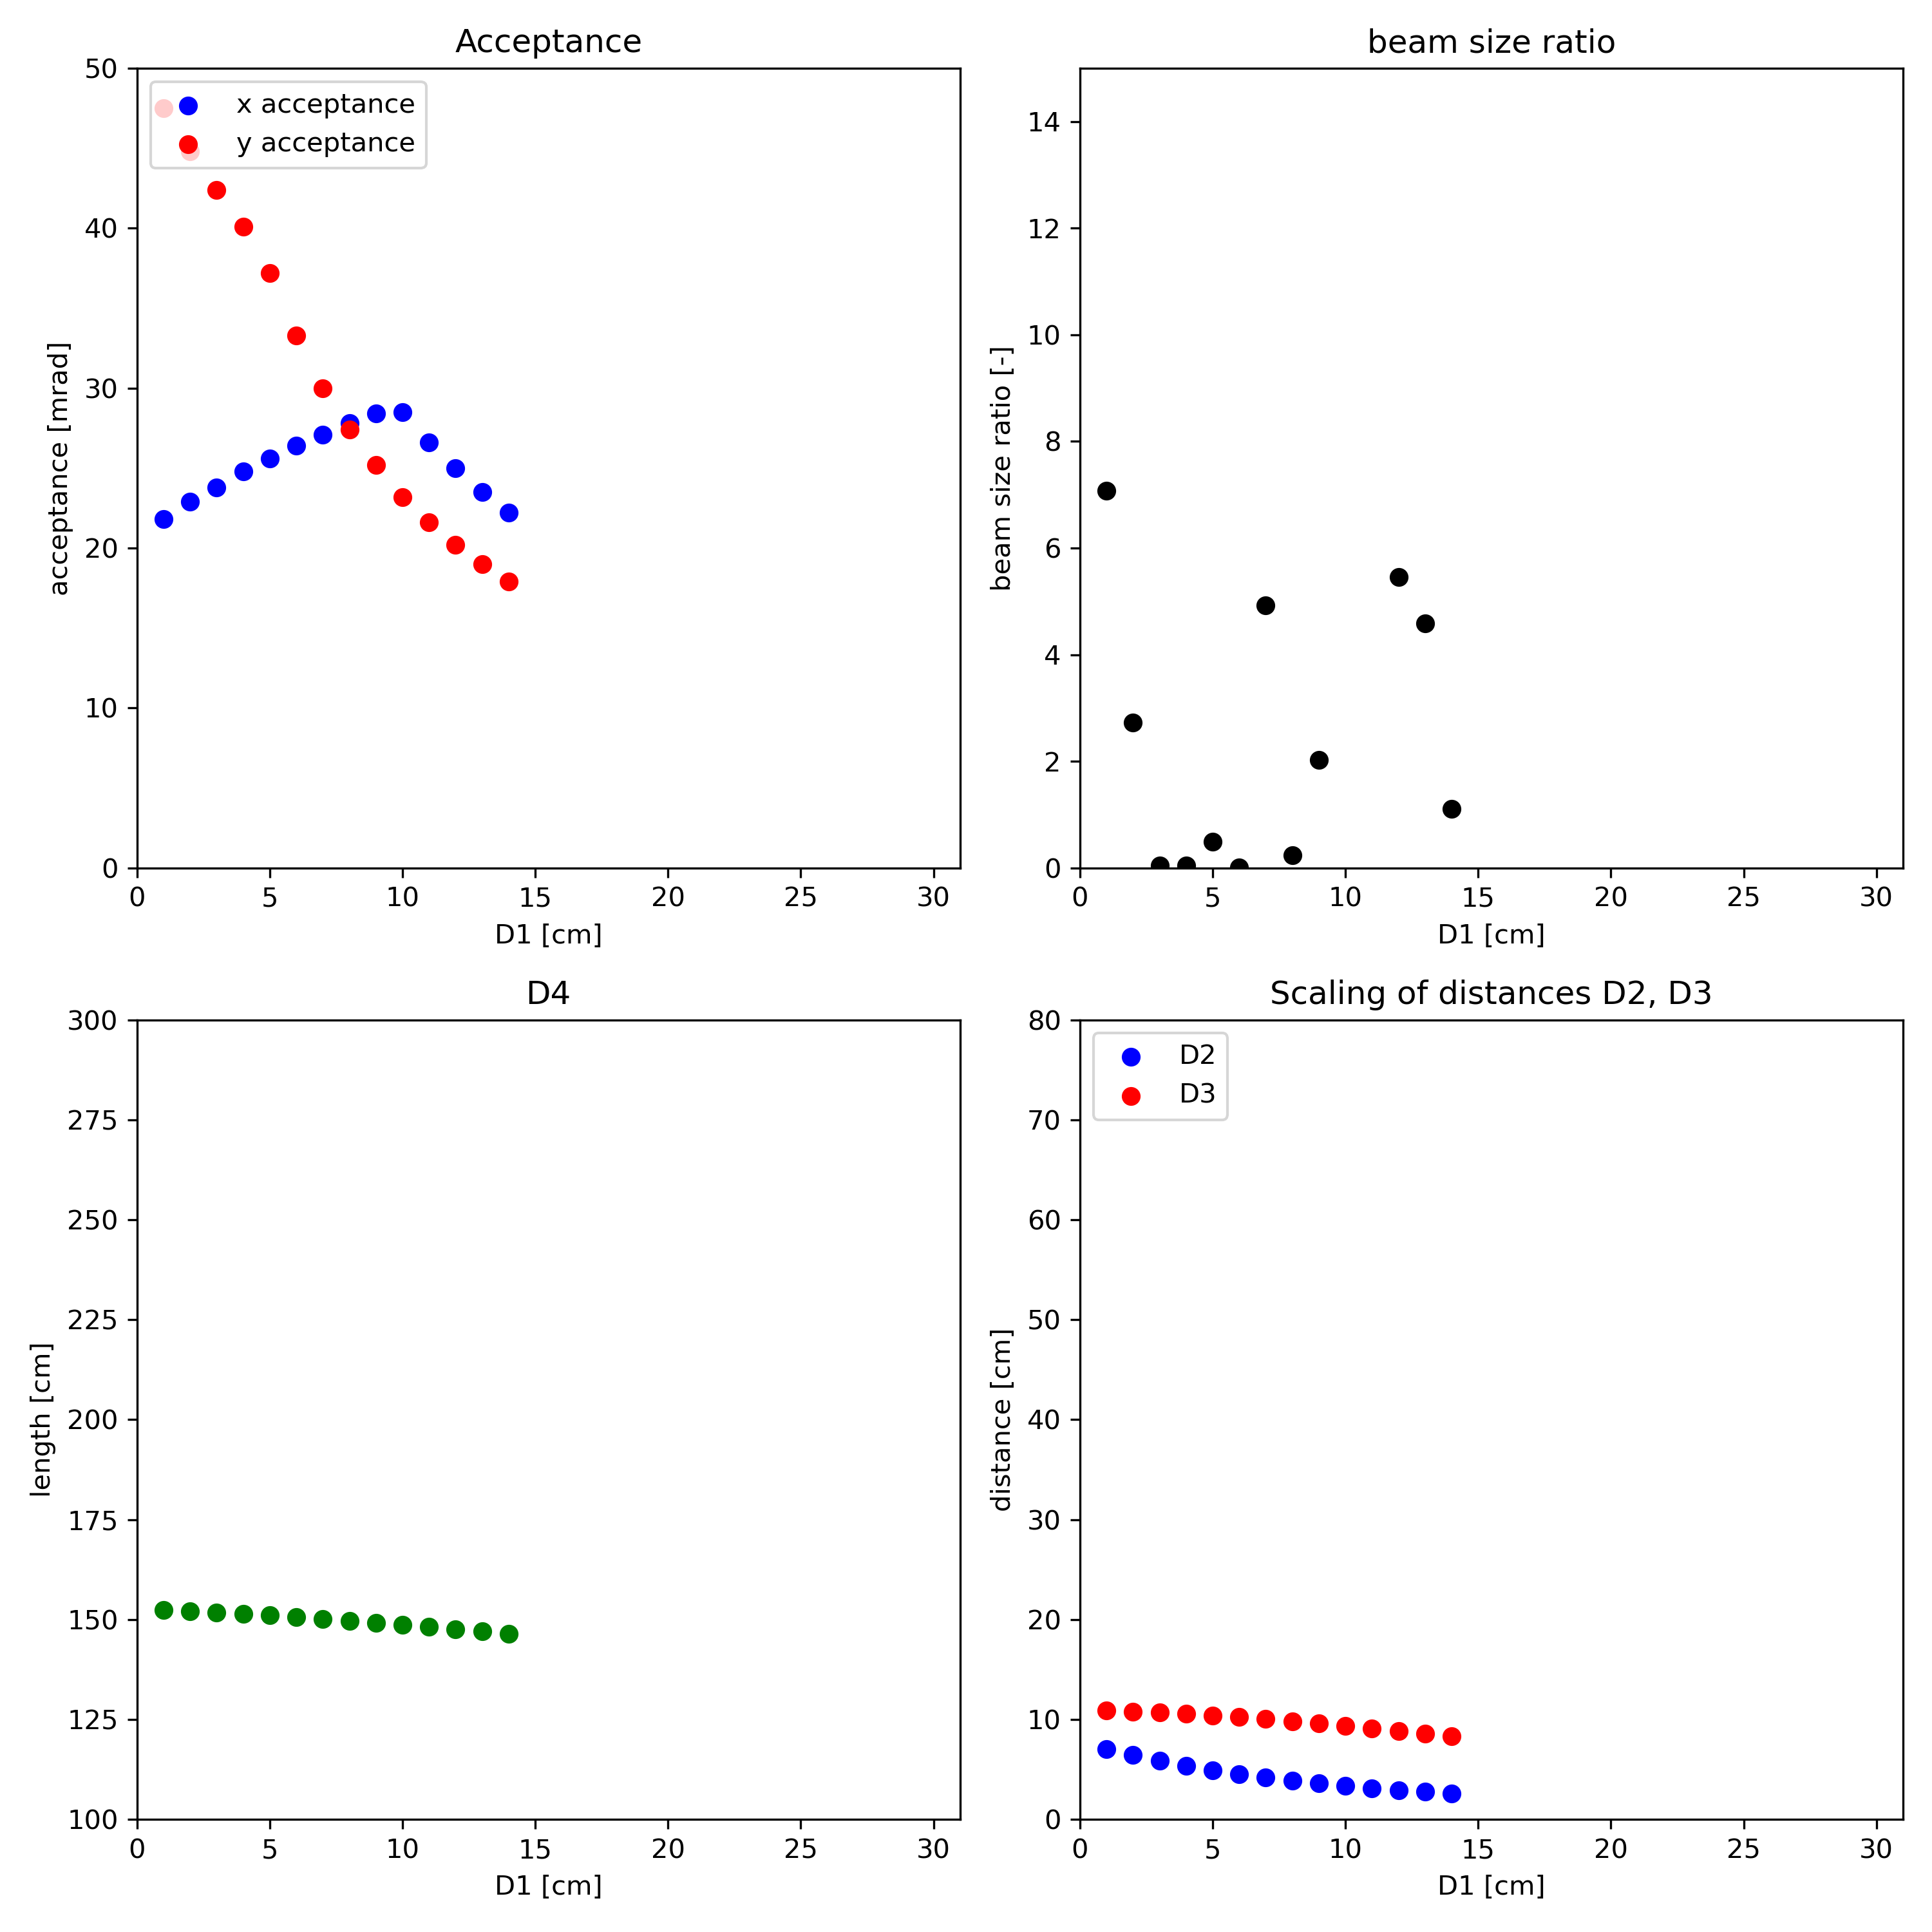 Acceptance
50
40
30
20
10
0
acceptance [mrad]
x acceptance
y acceptance
0 5 10 15 20 25 30
D1 [cm]
beam size ratio
14
12
10
8
6
4
2
0
beam size ratio [-]
0 5 10 15 20 25 30
D1 [cm]
D4
300
275
250
225
200
175
150
125
100
length [cm]
0 5 10 15 20 25 30
D1 [cm]
Scaling of distances D2, D3
80
70
60
50
40
30
20
10
0
distance [cm]
D2
D3
0 5 10 15 20 25 30
D1 [cm]